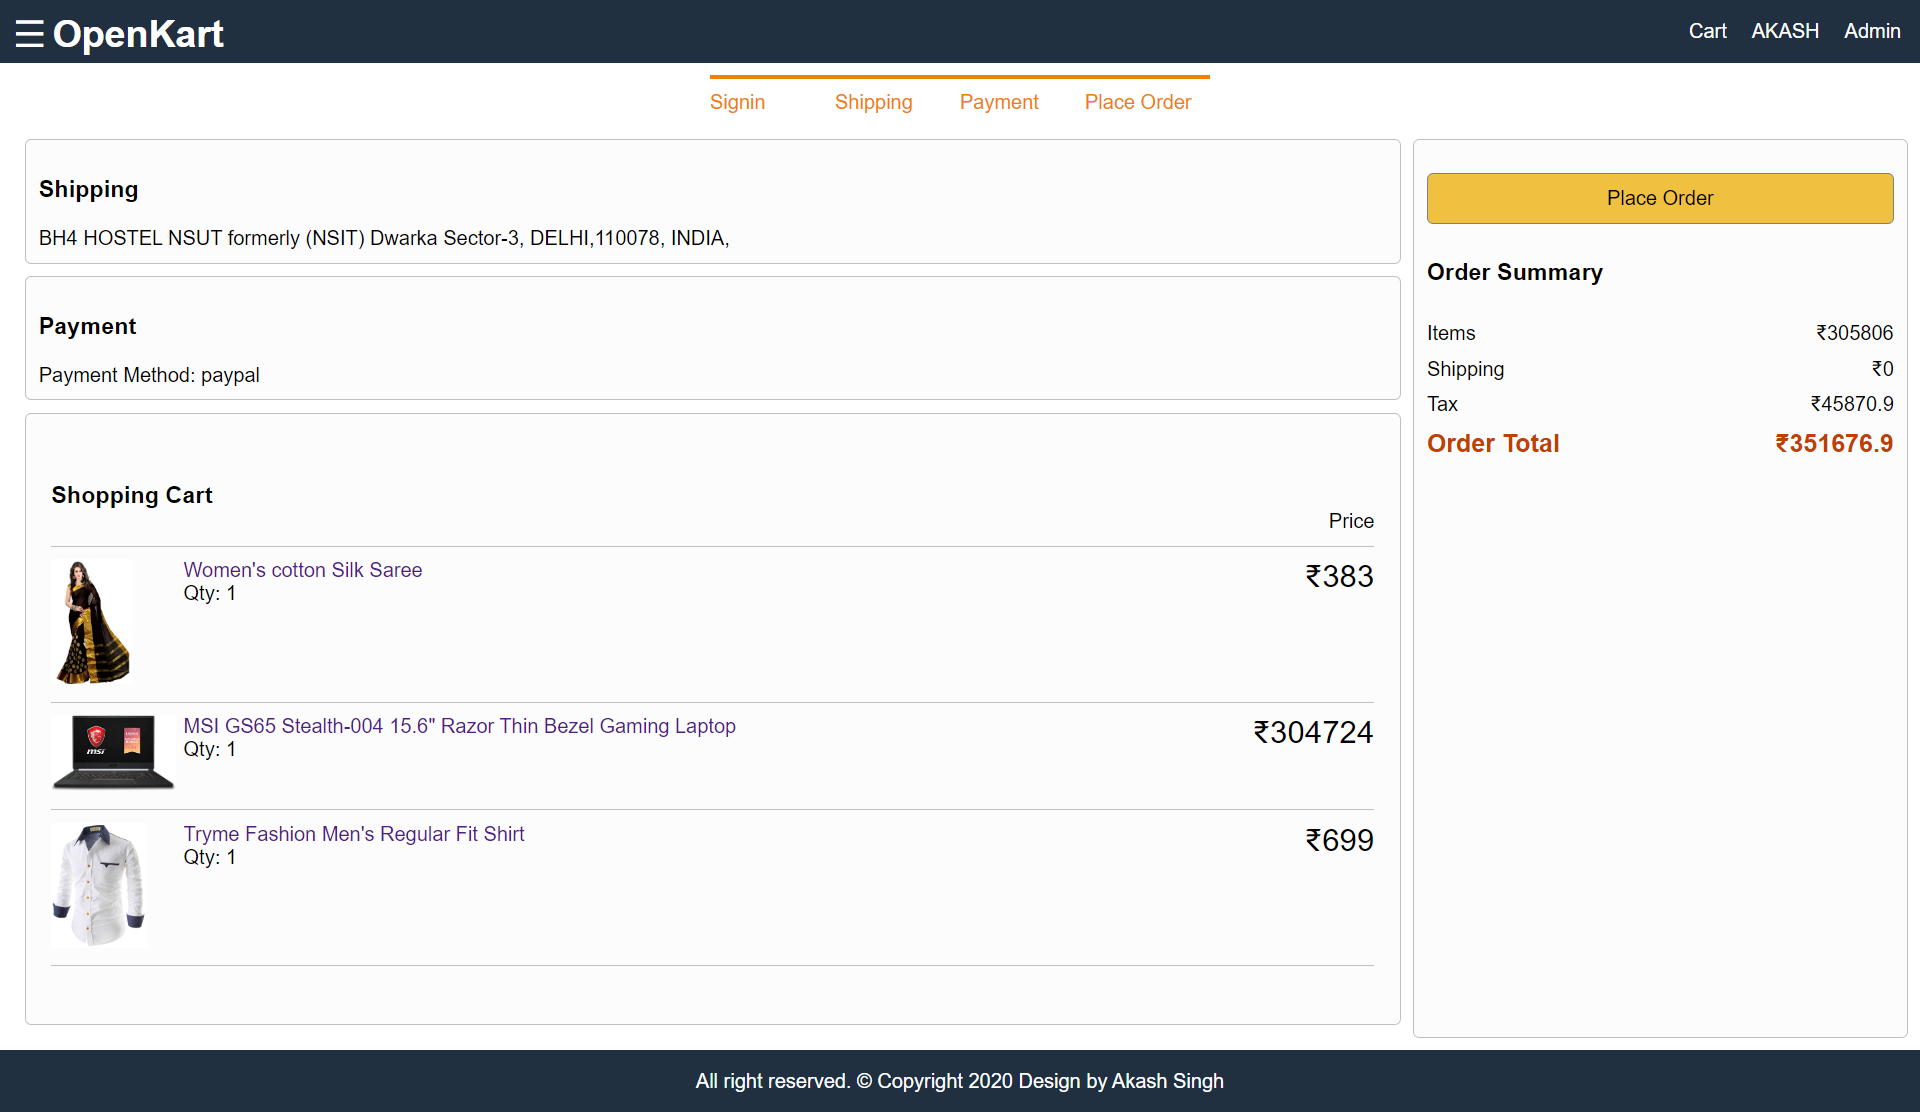 ☰ OpenKart
Cart AKASH Admin
Signin Shipping Payment Place Order
Shipping
BH4 HOSTEL NSUT formerly (NSIT) Dwarka Sector-3, DELHI,110078, INDIA,
Payment
Payment Method: paypal
Shopping Cart
Price
Women's cotton Silk Saree
Qty: 1
₹383
msi
MSI GS65 Stealth-004 15.6" Razor Thin Bezel Gaming Laptop
Qty: 1
₹304724
Tryme Fashion Men's Regular Fit Shirt
Qty: 1
₹699
Place Order
Order Summary
Items ₹305806
Shipping ₹0
Tax ₹45870.9
Order Total ₹351676.9
All right reserved. © Copyright 2020 Design by Akash Singh